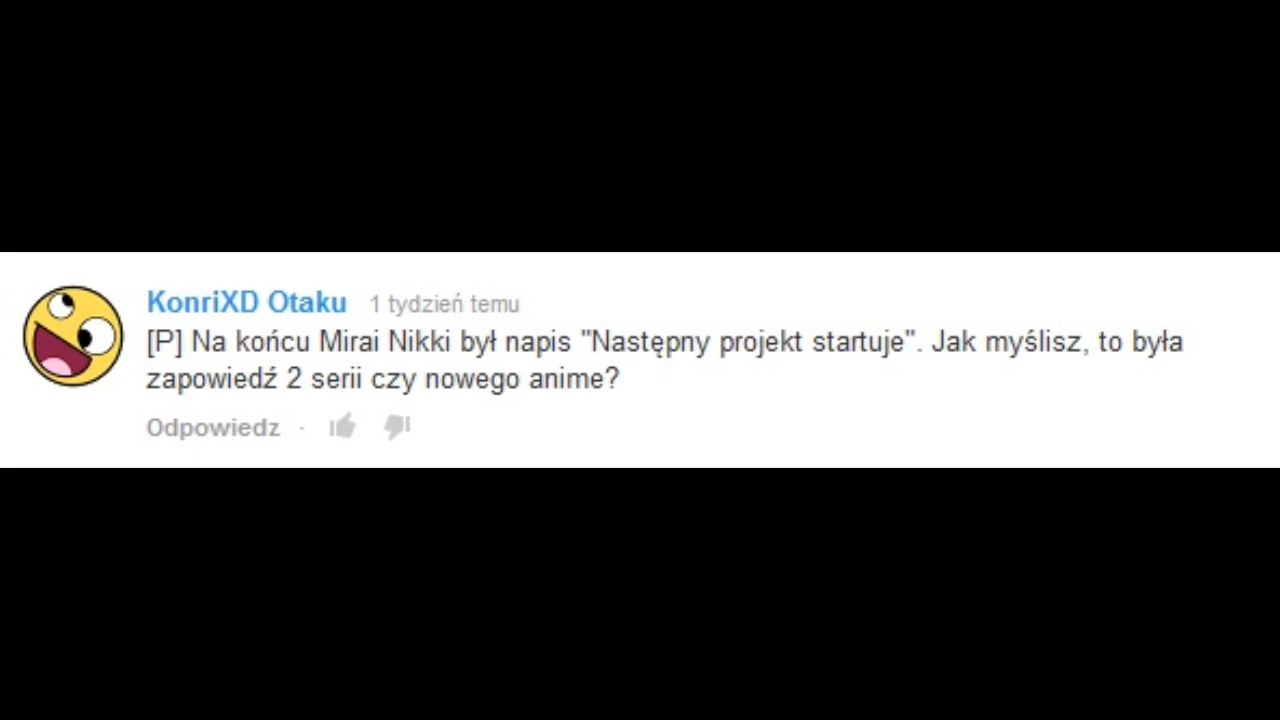 KonriXD Otaku 1 tydzień temu
[P] Na końcu Mirai Nikki był napis "Następny projekt startuje". Jak myślisz, to była
zapowiedź 2 serii czy nowego anime?
Odpowiedz ·